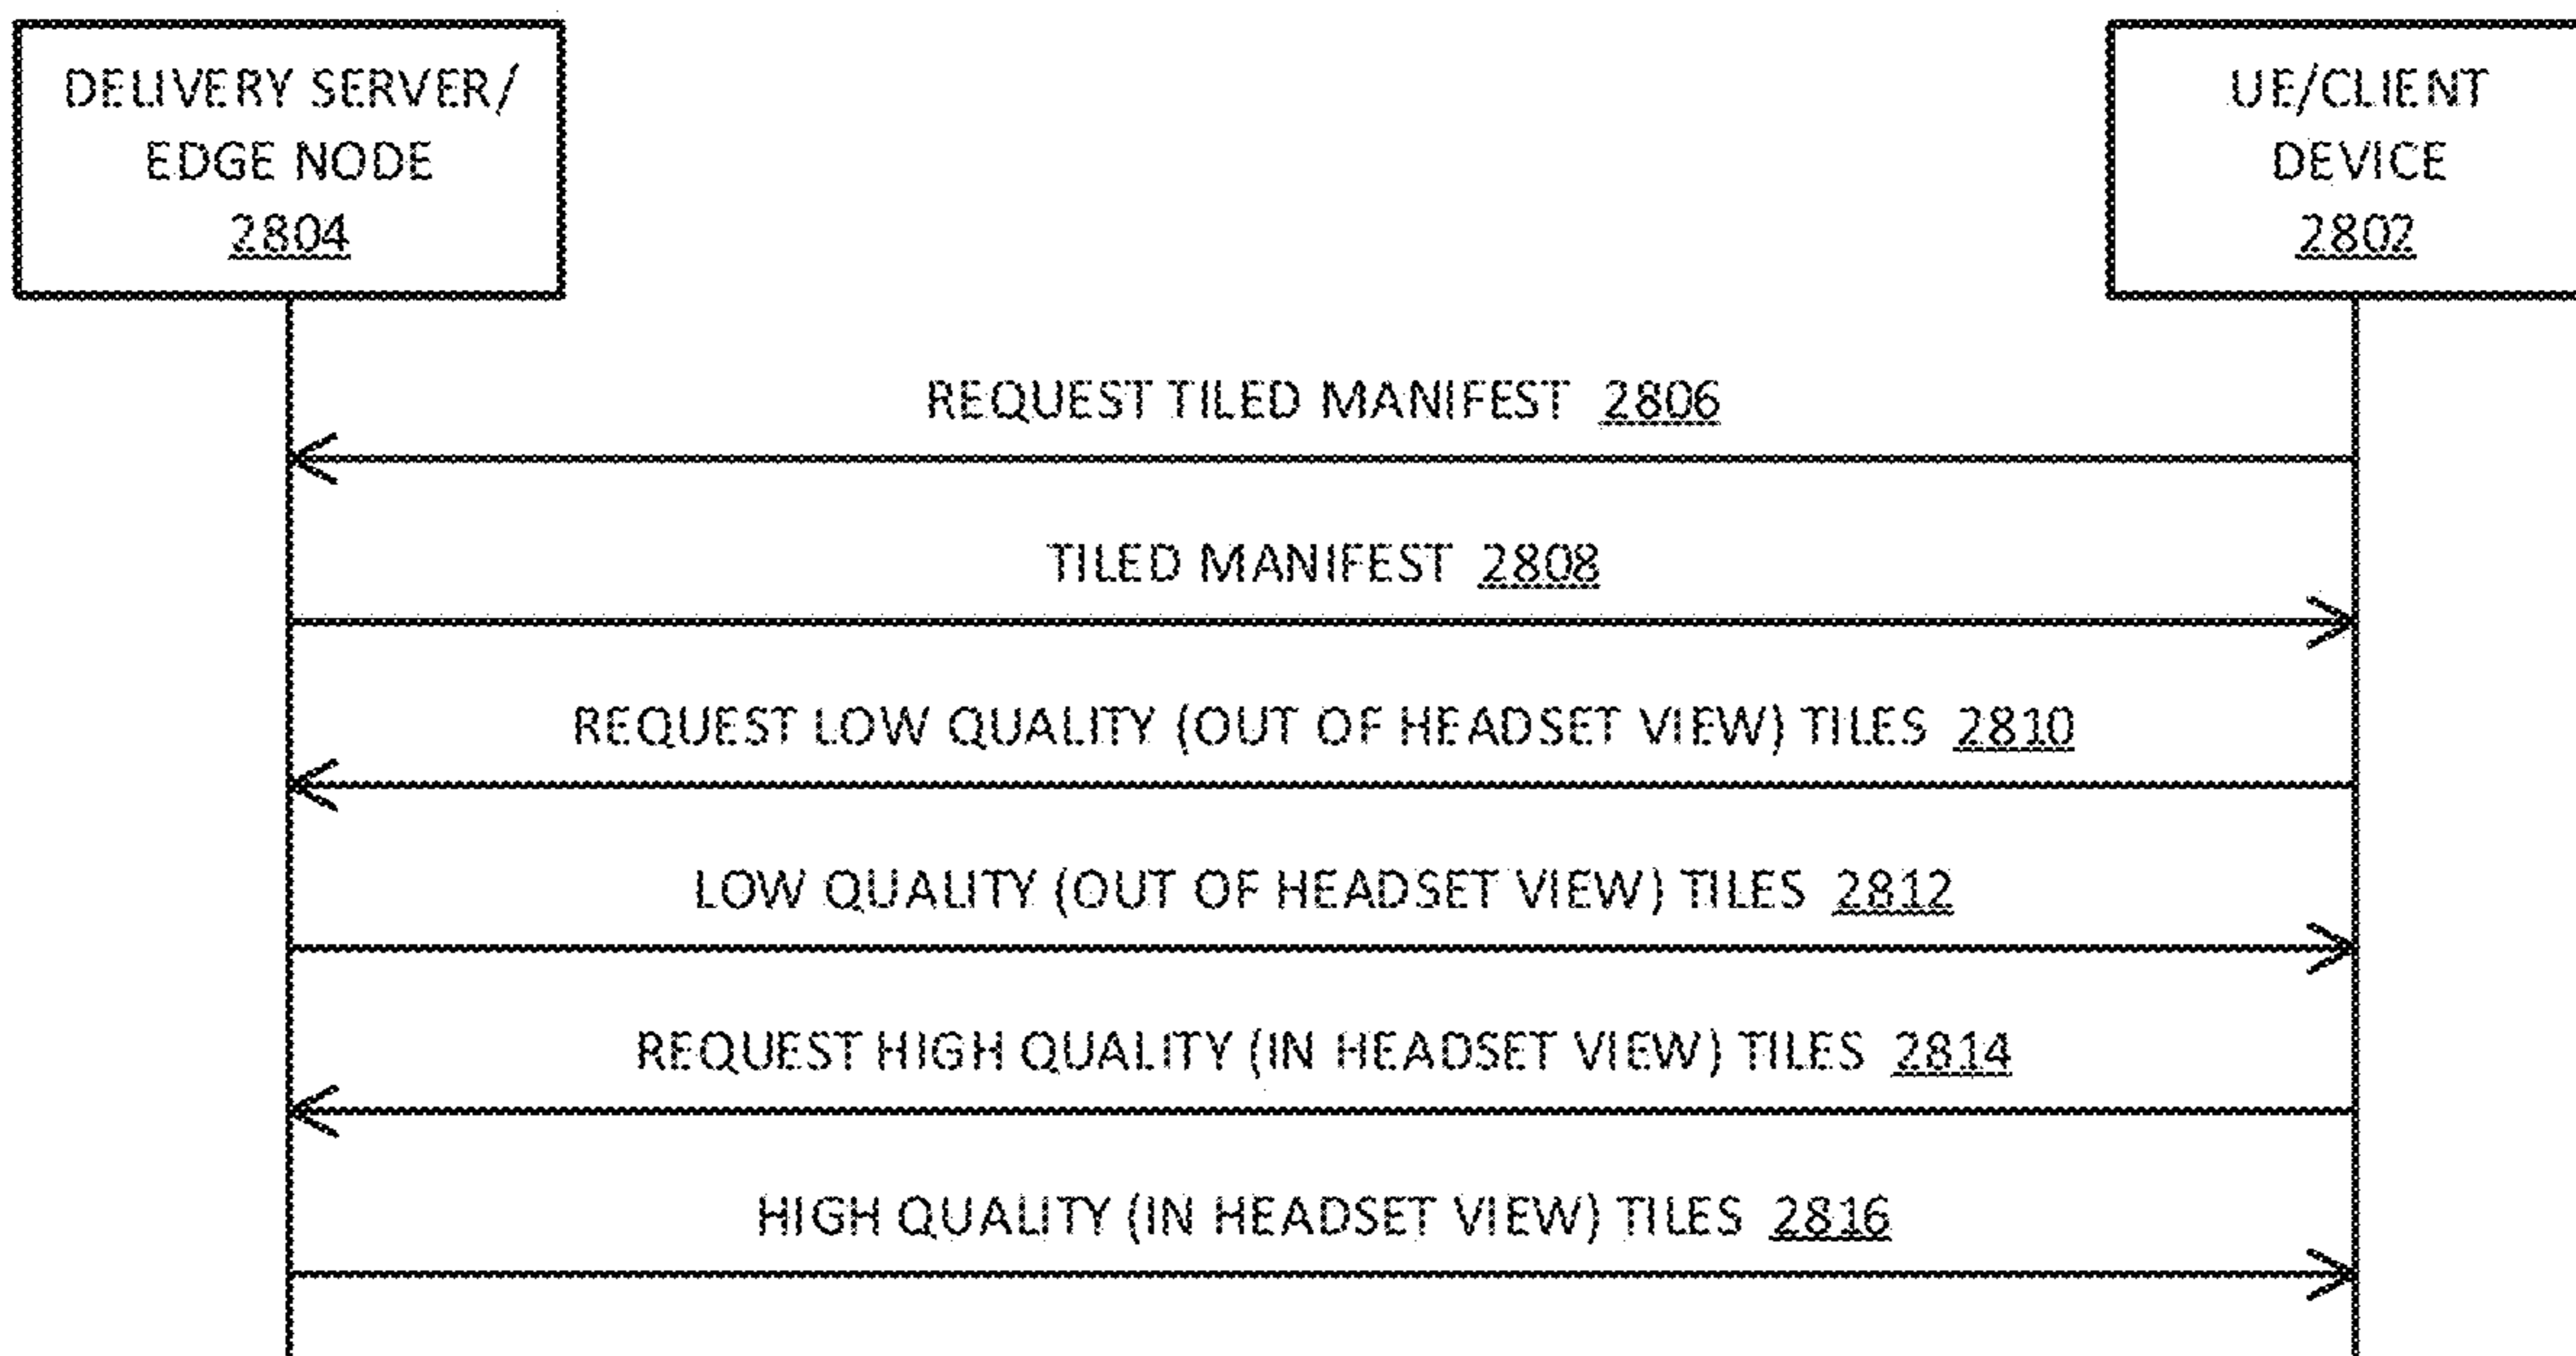 DELIVERY SERVER/
EDGE NODE
2804
UE/CLIENT
DEVICE
2802
REQUEST TILED MANIFEST 2806
TILED MANIFEST 2808
REQUEST LOW QUALITY (OUT OF HEADSET VIEW) TILES 2810
LOW QUALITY (OUT OF HEADSET VIEW) TILES 2812
REQUEST HIGH QUALITY (IN HEADSET VIEW) TILES 2814
HIGH QUALITY (IN HEADSET VIEW) TILES 2816